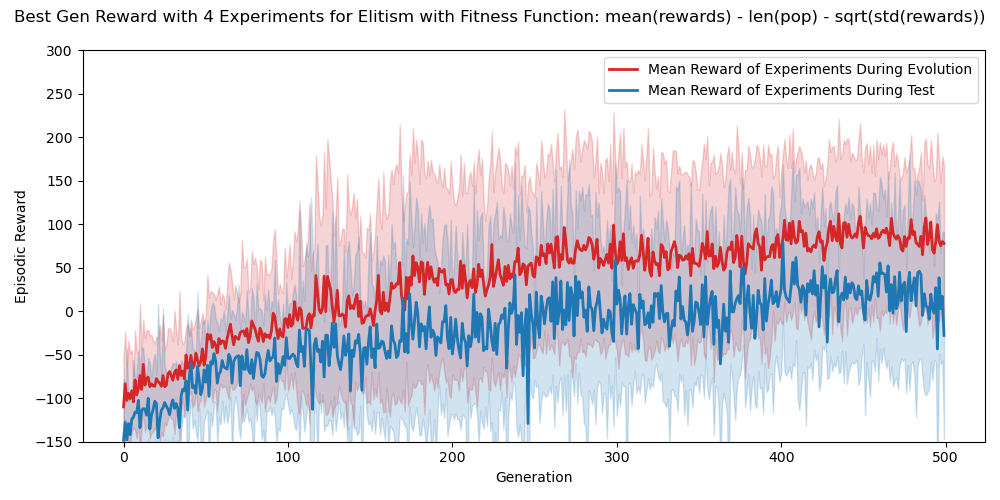 Best Gen Reward with 4 Experiments for Elitism with Fitness Function: mean(rewards) - len(pop) - sqrt(std(rewards))
300
250
200
150
100
50
0
−50
−100
−150
Episodic Reward
Mean Reward of Experiments During Evolution
Mean Reward of Experiments During Test
0 100 200 300 400 500
Generation